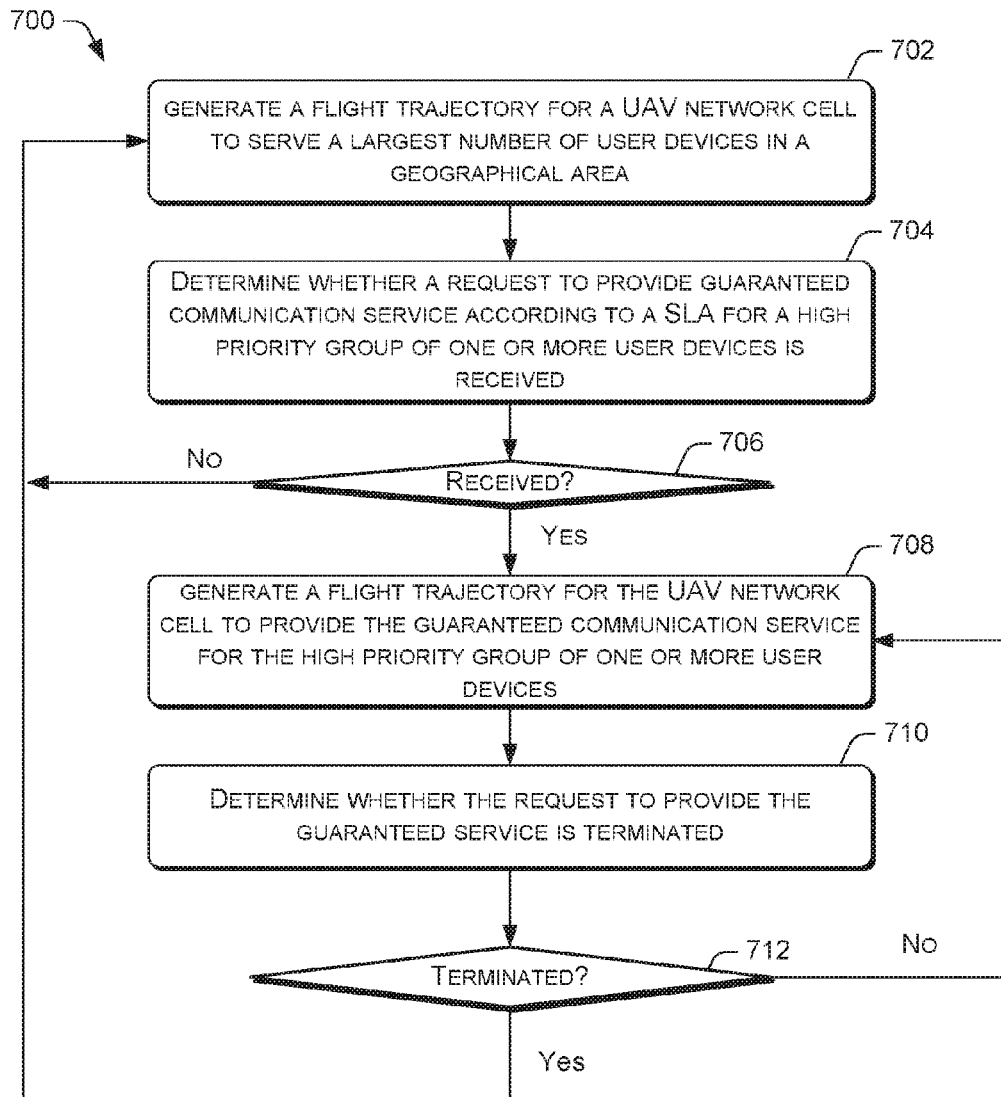 700
702
GENERATE A FLIGHT TRAJECTORY FOR A UAV NETWORK CELL
TO SERVE A LARGEST NUMBER OF USER DEVICES IN A
GEOGRAPHICAL AREA
704
DETERMINE WHETHER A REQUEST TO PROVIDE GUARANTEED
COMMUNICATION SERVICE ACCORDING TO A SLA FOR A HIGH
PRIORITY GROUP OF ONE OR MORE USER DEVICES IS
RECEIVED
706
NO
RECEIVED?
YES
708
GENERATE A FLIGHT TRAJECTORY FOR THE UAV NETWORK
CELL TO PROVIDE THE GUARANTEED COMMUNICATION SERVICE
FOR THE HIGH PRIORITY GROUP OF ONE OR MORE USER
DEVICES
710
DETERMINE WHETHER THE REQUEST TO PROVIDE THE
GUARANTEED SERVICE IS TERMINATED
712
No
TERMINATED?
Yes